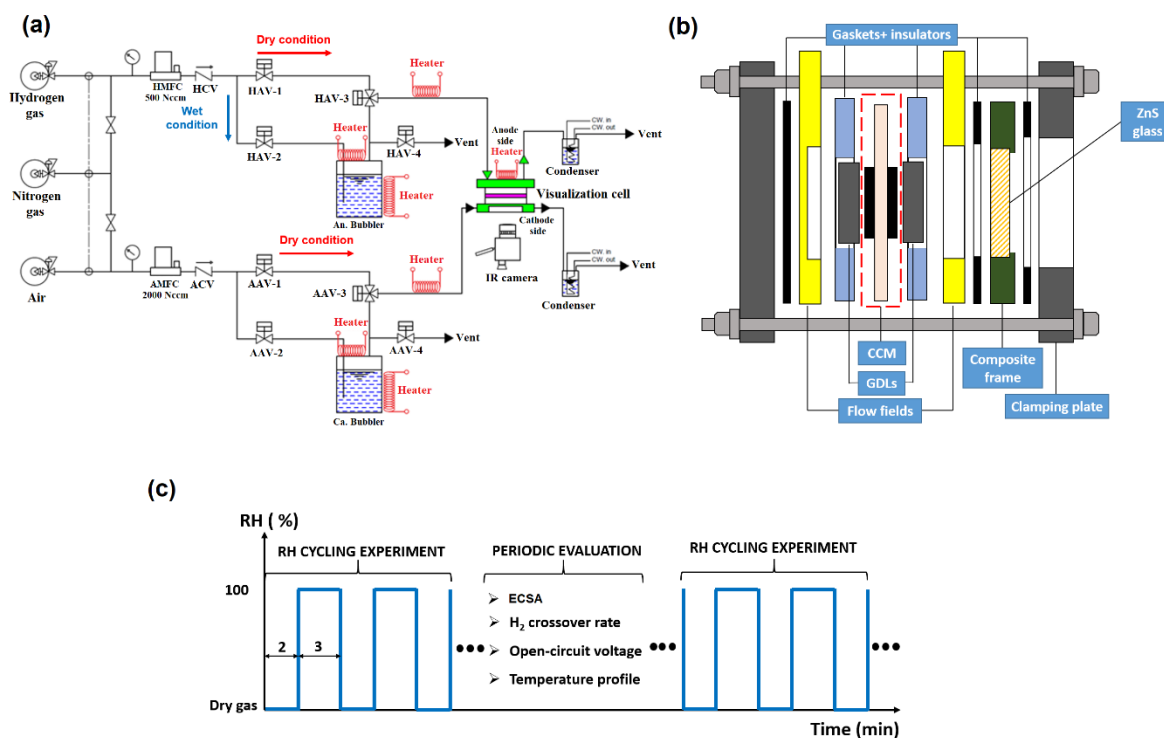 (a)
Dry condition
Heater
Hydrogen
gas
HMFC
500 Nccm
HCV
HAV-1
HAV-3
Wet
condition
Heater
HAV-2
HAV-4
Vent
Anode
side
Heater
CW. in
CW. out
Vent
Condenser
Nitrogen
gas
Heater
An. Bubbler
Visualization cell
Cathode
side
Dry condition
Heater
IR camera
CW. in
CW. out
Vent
Condenser
Air
AMFC
2000 Nccm
ACV
AAV-1
AAV-3
Heater
AAV-2
AAV-4
Vent
Heater
Ca. Bubbler
(b)
Gaskets+ insulators
ZnS
glass
CCM
GDLs
Flow fields
Composite
frame
Clamping plate
(c)
RH ( %)
RH CYCLING EXPERIMENT
PERIODIC EVALUATION
RH CYCLING EXPERIMENT
100
➢ ECSA
➢ H₂ crossover rate
➢ Open-circuit voltage
➢ Temperature profile
2
3
●●●
●●●
●●●
Dry gas
Time (min)